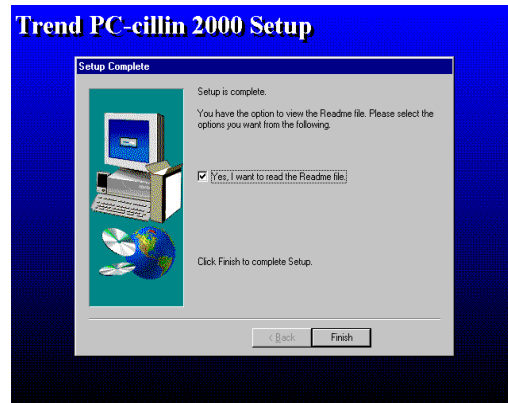 Trend PC-cillin 2000 Setup
Setup Complete
Setup is complete.
You have the option to view the Readme file. Please select the
options you want from the following.
Yes, I want to read the Readme file.
Click Finish to complete Setup.
< Back
Finish